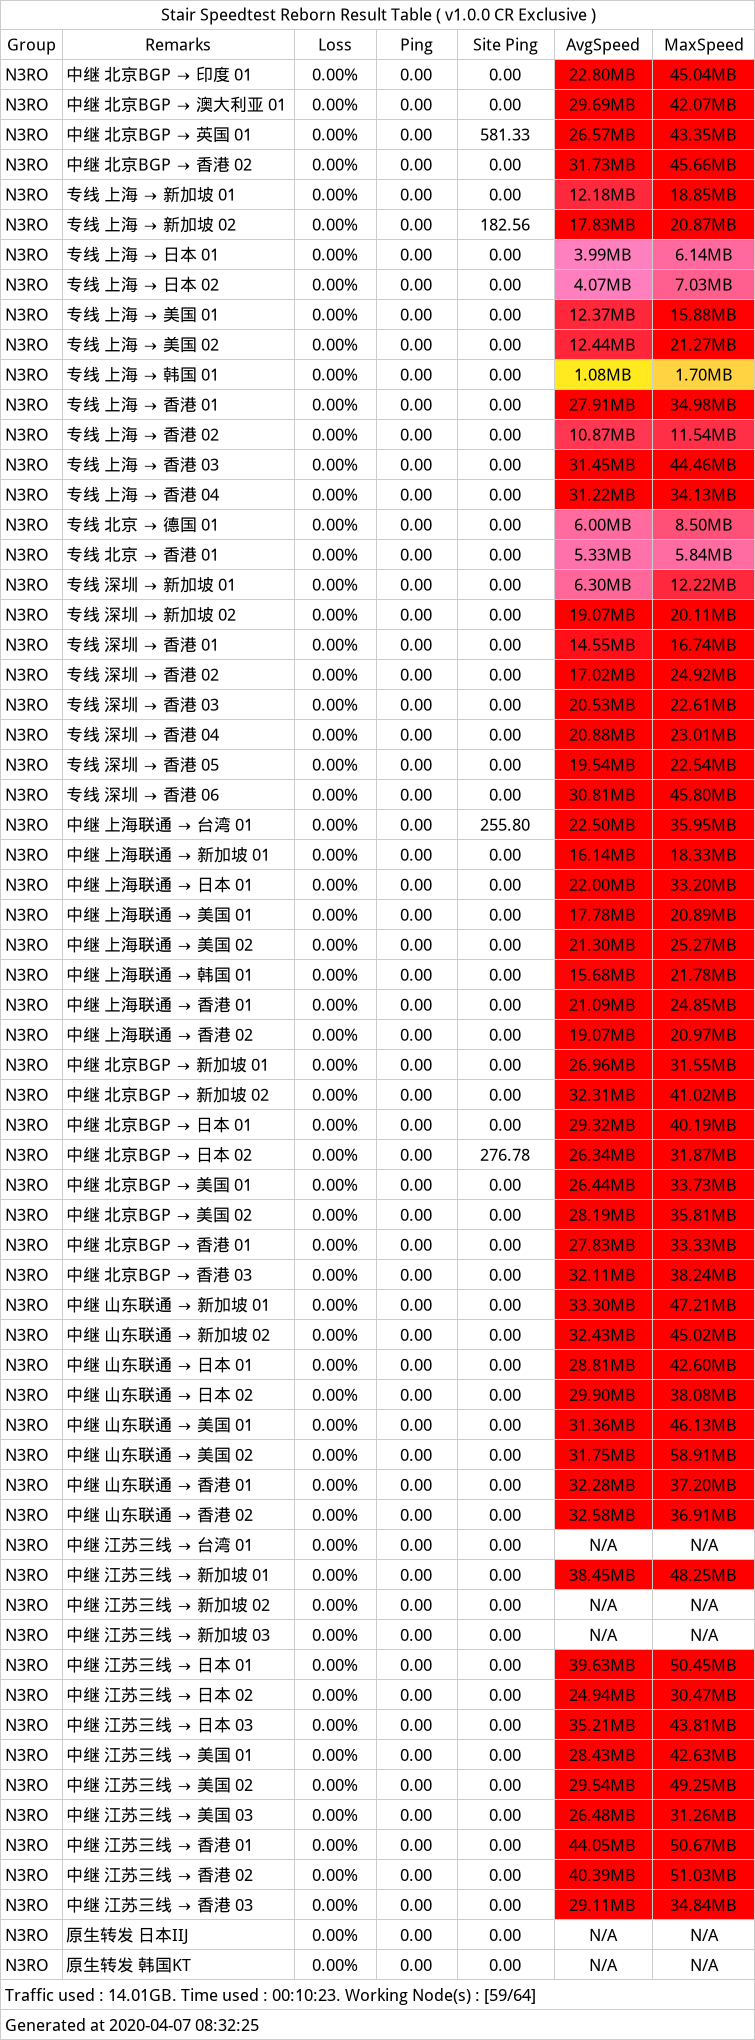 Stair Speedtest Reborn Result Table ( v1.0.0 CR Exclusive )
Group Remarks Loss Ping Site Ping AvgSpeed MaxSpeed
N3RO 中继 北京BGP → 印度 01 0.00% 0.00 0.00 22.80MB 45.04MB
N3RO 中继 北京BGP → 澳大利亚 01 0.00% 0.00 0.00 29.69MB 42.07MB
N3RO 中继 北京BGP → 英国 01 0.00% 0.00 581.33 26.57MB 43.35MB
N3RO 中继 北京BGP → 香港 02 0.00% 0.00 0.00 31.73MB 45.66MB
N3RO 专线 上海 → 新加坡 01 0.00% 0.00 0.00 12.18MB 18.85MB
N3RO 专线 上海 → 新加坡 02 0.00% 0.00 182.56 17.83MB 20.87MB
N3RO 专线 上海 → 日本 01 0.00% 0.00 0.00 3.99MB 6.14MB
N3RO 专线 上海 → 日本 02 0.00% 0.00 0.00 4.07MB 7.03MB
N3RO 专线 上海 → 美国 01 0.00% 0.00 0.00 12.37MB 15.88MB
N3RO 专线 上海 → 美国 02 0.00% 0.00 0.00 12.44MB 21.27MB
N3RO 专线 上海 → 韩国 01 0.00% 0.00 0.00 1.08MB 1.70MB
N3RO 专线 上海 → 香港 01 0.00% 0.00 0.00 27.91MB 34.98MB
N3RO 专线 上海 → 香港 02 0.00% 0.00 0.00 10.87MB 11.54MB
N3RO 专线 上海 → 香港 03 0.00% 0.00 0.00 31.45MB 44.46MB
N3RO 专线 上海 → 香港 04 0.00% 0.00 0.00 31.22MB 34.13MB
N3RO 专线 北京 → 德国 01 0.00% 0.00 0.00 6.00MB 8.50MB
N3RO 专线 北京 → 香港 01 0.00% 0.00 0.00 5.33MB 5.84MB
N3RO 专线 深圳 → 新加坡 01 0.00% 0.00 0.00 6.30MB 12.22MB
N3RO 专线 深圳 → 新加坡 02 0.00% 0.00 0.00 19.07MB 20.11MB
N3RO 专线 深圳 → 香港 01 0.00% 0.00 0.00 14.55MB 16.74MB
N3RO 专线 深圳 → 香港 02 0.00% 0.00 0.00 17.02MB 24.92MB
N3RO 专线 深圳 → 香港 03 0.00% 0.00 0.00 20.53MB 22.61MB
N3RO 专线 深圳 → 香港 04 0.00% 0.00 0.00 20.88MB 23.01MB
N3RO 专线 深圳 → 香港 05 0.00% 0.00 0.00 19.54MB 22.54MB
N3RO 专线 深圳 → 香港 06 0.00% 0.00 0.00 30.81MB 45.80MB
N3RO 中继 上海联通 → 台湾 01 0.00% 0.00 255.80 22.50MB 35.95MB
N3RO 中继 上海联通 → 新加坡 01 0.00% 0.00 0.00 16.14MB 18.33MB
N3RO 中继 上海联通 → 日本 01 0.00% 0.00 0.00 22.00MB 33.20MB
N3RO 中继 上海联通 → 美国 01 0.00% 0.00 0.00 17.78MB 20.89MB
N3RO 中继 上海联通 → 美国 02 0.00% 0.00 0.00 21.30MB 25.27MB
N3RO 中继 上海联通 → 韩国 01 0.00% 0.00 0.00 15.68MB 21.78MB
N3RO 中继 上海联通 → 香港 01 0.00% 0.00 0.00 21.09MB 24.85MB
N3RO 中继 上海联通 → 香港 02 0.00% 0.00 0.00 19.07MB 20.97MB
N3RO 中继 北京BGP → 新加坡 01 0.00% 0.00 0.00 26.96MB 31.55MB
N3RO 中继 北京BGP → 新加坡 02 0.00% 0.00 0.00 32.31MB 41.02MB
N3RO 中继 北京BGP → 日本 01 0.00% 0.00 0.00 29.32MB 40.19MB
N3RO 中继 北京BGP → 日本 02 0.00% 0.00 276.78 26.34MB 31.87MB
N3RO 中继 北京BGP → 美国 01 0.00% 0.00 0.00 26.44MB 33.73MB
N3RO 中继 北京BGP → 美国 02 0.00% 0.00 0.00 28.19MB 35.81MB
N3RO 中继 北京BGP → 香港 01 0.00% 0.00 0.00 27.83MB 33.33MB
N3RO 中继 北京BGP → 香港 03 0.00% 0.00 0.00 32.11MB 38.24MB
N3RO 中继 山东联通 → 新加坡 01 0.00% 0.00 0.00 33.30MB 47.21MB
N3RO 中继 山东联通 → 新加坡 02 0.00% 0.00 0.00 32.43MB 45.02MB
N3RO 中继 山东联通 → 日本 01 0.00% 0.00 0.00 28.81MB 42.60MB
N3RO 中继 山东联通 → 日本 02 0.00% 0.00 0.00 29.90MB 38.08MB
N3RO 中继 山东联通 → 美国 01 0.00% 0.00 0.00 31.36MB 46.13MB
N3RO 中继 山东联通 → 美国 02 0.00% 0.00 0.00 31.75MB 58.91MB
N3RO 中继 山东联通 → 香港 01 0.00% 0.00 0.00 32.28MB 37.20MB
N3RO 中继 山东联通 → 香港 02 0.00% 0.00 0.00 32.58MB 36.91MB
N3RO 中继 江苏三线 → 台湾 01 0.00% 0.00 0.00 N/A N/A
N3RO 中继 江苏三线 → 新加坡 01 0.00% 0.00 0.00 38.45MB 48.25MB
N3RO 中继 江苏三线 → 新加坡 02 0.00% 0.00 0.00 N/A N/A
N3RO 中继 江苏三线 → 新加坡 03 0.00% 0.00 0.00 N/A N/A
N3RO 中继 江苏三线 → 日本 01 0.00% 0.00 0.00 39.63MB 50.45MB
N3RO 中继 江苏三线 → 日本 02 0.00% 0.00 0.00 24.94MB 30.47MB
N3RO 中继 江苏三线 → 日本 03 0.00% 0.00 0.00 35.21MB 43.81MB
N3RO 中继 江苏三线 → 美国 01 0.00% 0.00 0.00 28.43MB 42.63MB
N3RO 中继 江苏三线 → 美国 02 0.00% 0.00 0.00 29.54MB 49.25MB
N3RO 中继 江苏三线 → 美国 03 0.00% 0.00 0.00 26.48MB 31.26MB
N3RO 中继 江苏三线 → 香港 01 0.00% 0.00 0.00 44.05MB 50.67MB
N3RO 中继 江苏三线 → 香港 02 0.00% 0.00 0.00 40.39MB 51.03MB
N3RO 中继 江苏三线 → 香港 03 0.00% 0.00 0.00 29.11MB 34.84MB
N3RO 原生转发 日本IIJ 0.00% 0.00 0.00 N/A N/A
N3RO 原生转发 韩国KT 0.00% 0.00 0.00 N/A N/A
Traffic used : 14.01GB. Time used : 00:10:23. Working Node(s) : [59/64]
Generated at 2020-04-07 08:32:25